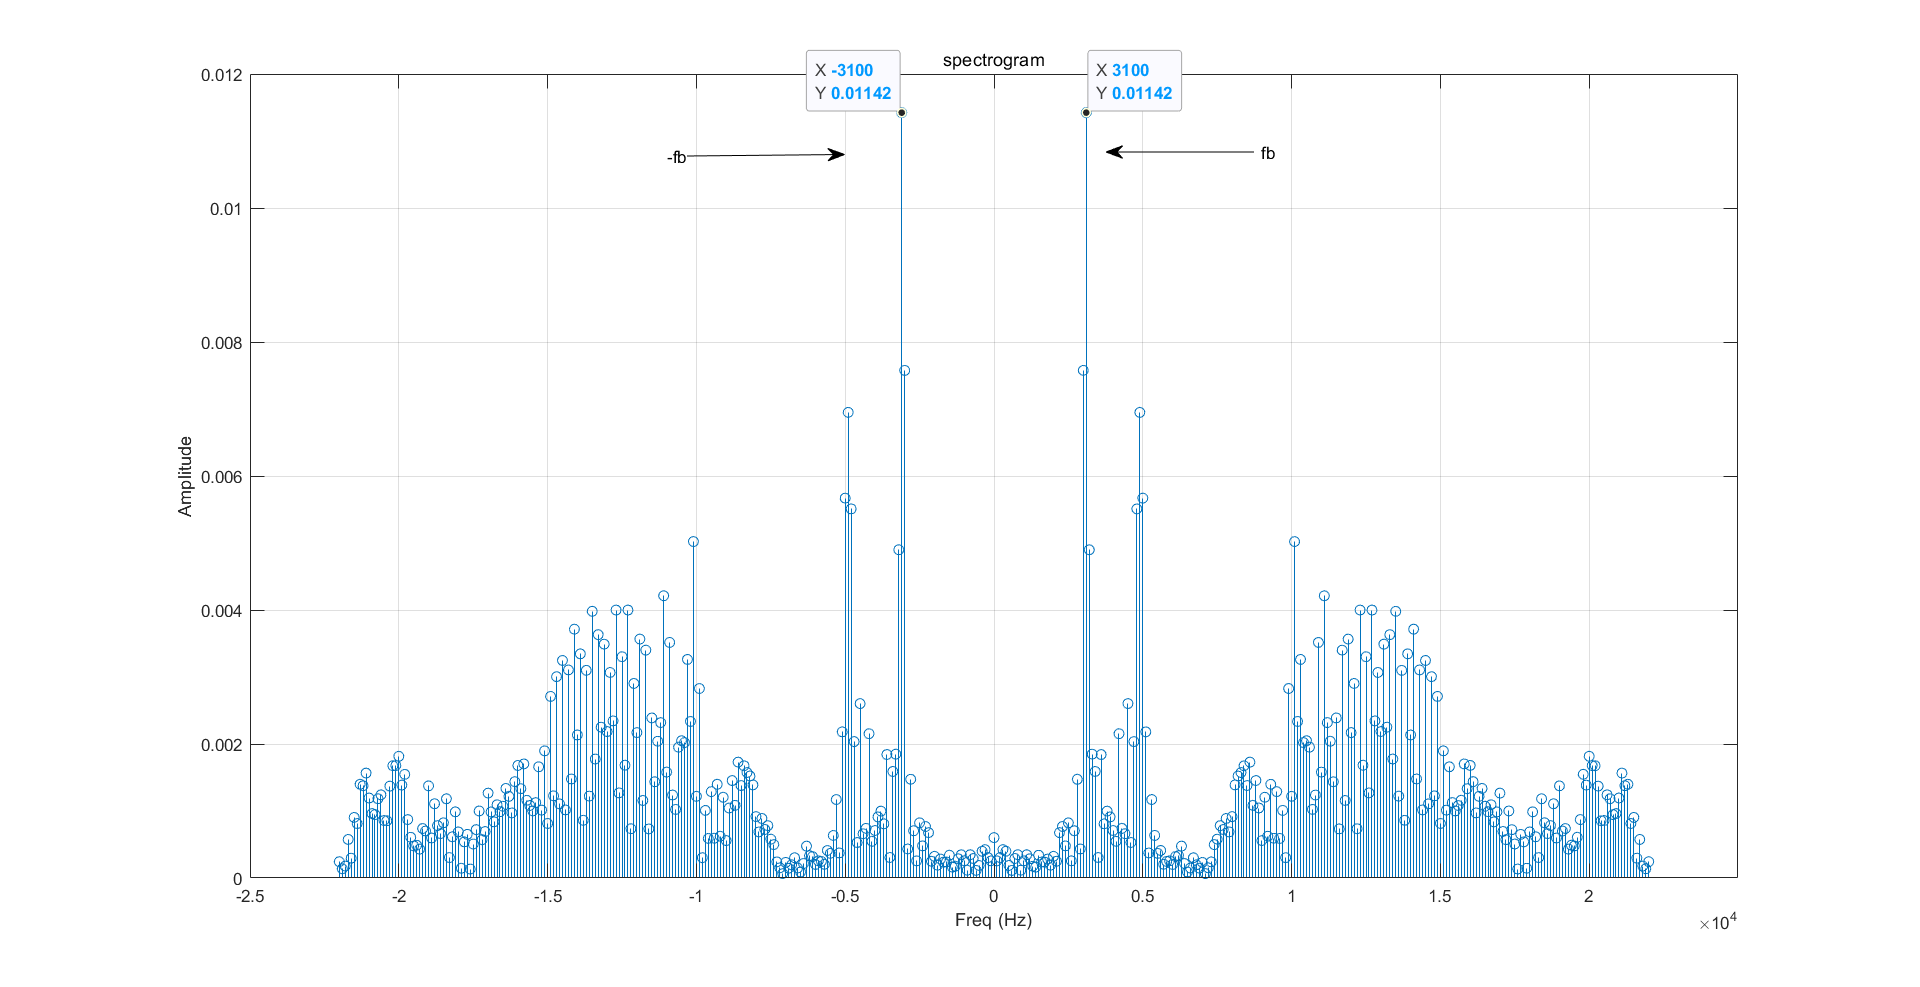 spectrogram
X -3100
Y 0.01142
X 3100
Y 0.01142
-fb
fb
0.012
0.01
0.008
0.006
0.004
0.002
0
Amplitude
-2.5 -2 -1.5 -1 -0.5 0 0.5 1 1.5 2
Freq (Hz)
×10⁴